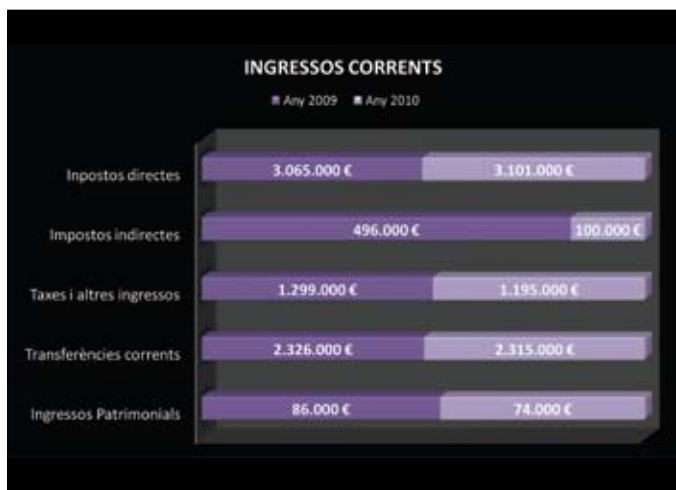 INGRESSOS CORRENTS
Any 2009 Any 2010
Inpostos directes 3.065.000 € 3.101.000 €
Impostos indirectes 496.000 € 100.000 €
Taxes i altres ingressos 1.299.000 € 1.195.000 €
Transferències corrents 2.326.000 € 2.315.000 €
Ingressos Patrimonials 86.000 € 74.000 €